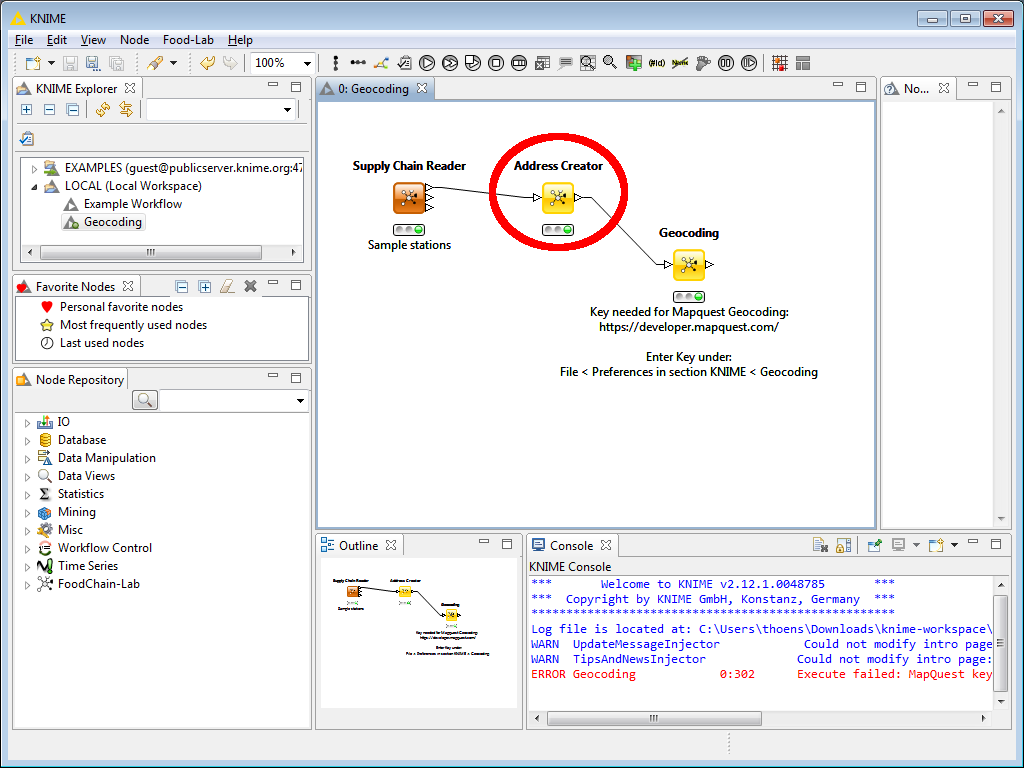 KNIME
File Edit View Node Food-Lab Help
100%
KNIME Explorer
EXAMPLES (guest@publicserver.knime.org:47
LOCAL (Local Workspace)
Example Workflow
Geocoding
Favorite Nodes
Personal favorite nodes
Most frequently used nodes
Last used nodes
Node Repository
IO
Database
Data Manipulation
Data Views
Statistics
Mining
Misc
Workflow Control
Time Series
FoodChain-Lab
0: Geocoding
Supply Chain Reader
Sample stations
Address Creator
Geocoding
Key needed for Mapquest Geocoding:
https://developer.mapquest.com/
Enter Key under:
File < Preferences in section KNIME < Geocoding
No...
Outline
Supply Chain Reader
Sample stations
Address Creator
Geocoding
Key needed for Mapquest Geocoding:
https://developer.mapquest.com/
Enter Key under:
File < Preferences in section KNIME < Geocoding
Console
KNIME Console
*** Welcome to KNIME v2.12.1.0048785 ***
*** Copyright by KNIME GmbH, Konstanz, Germany ***
**************************************************
Log file is located at: C:\Users\thoens\Downloads\knime-workspace\
WARN UpdateMessageInjector Could not modify intro page
WARN TipsAndNewsInjector Could not modify intro page:
ERROR Geocoding 0:302 Execute failed: MapQuest key